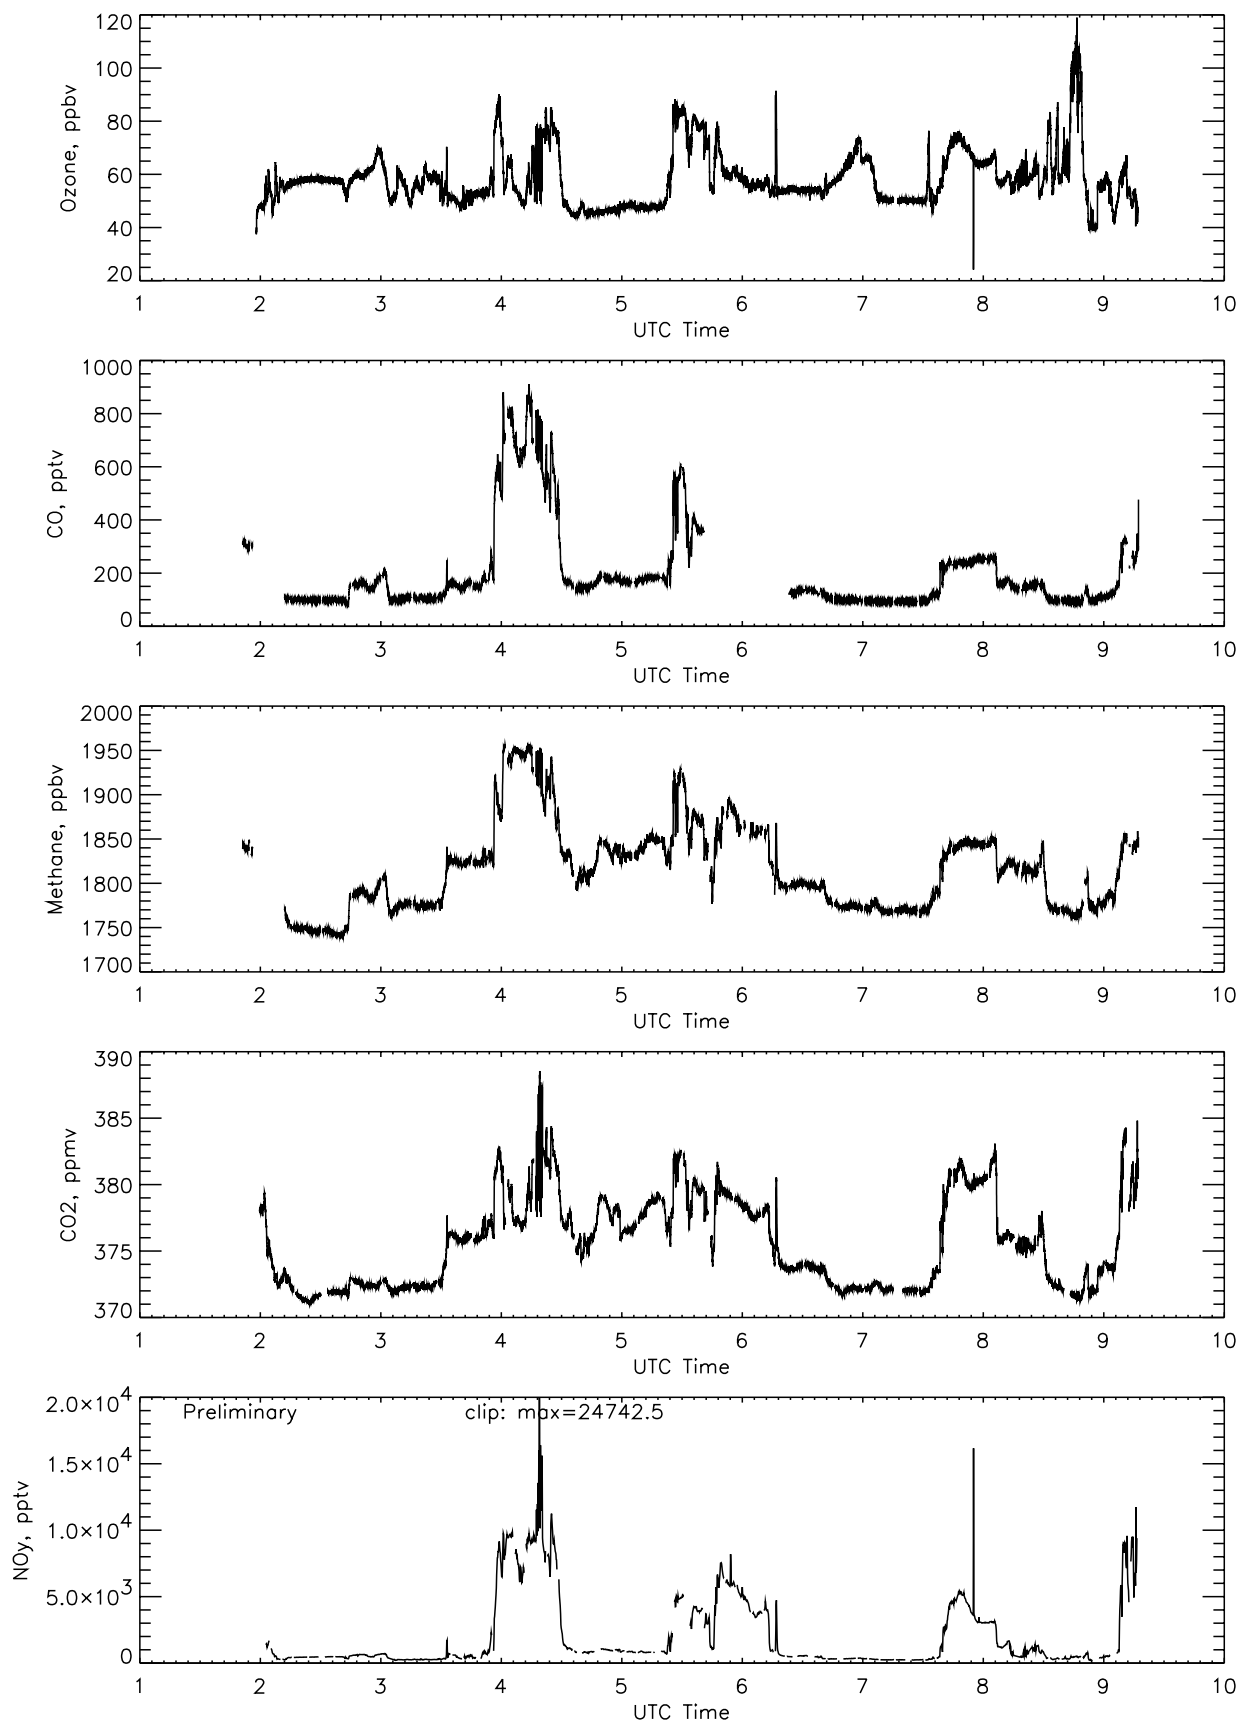 120
100
80
60
40
20
Ozone, ppbv
1 2 3 4 5 6 7 8 9 10
UTC Time
1000
800
600
400
200
0
CO, pptv
1 2 3 4 5 6 7 8 9 10
UTC Time
2000
1950
1900
1850
1800
1750
1700
Methane, ppbv
1 2 3 4 5 6 7 8 9 10
UTC Time
390
385
380
375
370
CO2, ppmv
1 2 3 4 5 6 7 8 9 10
UTC Time
2.0×10⁴
Preliminary clip: max=24742.5
1.5×10⁴
1.0×10⁴
5.0×10³
0
NOy, pptv
1 2 3 4 5 6 7 8 9 10
UTC Time